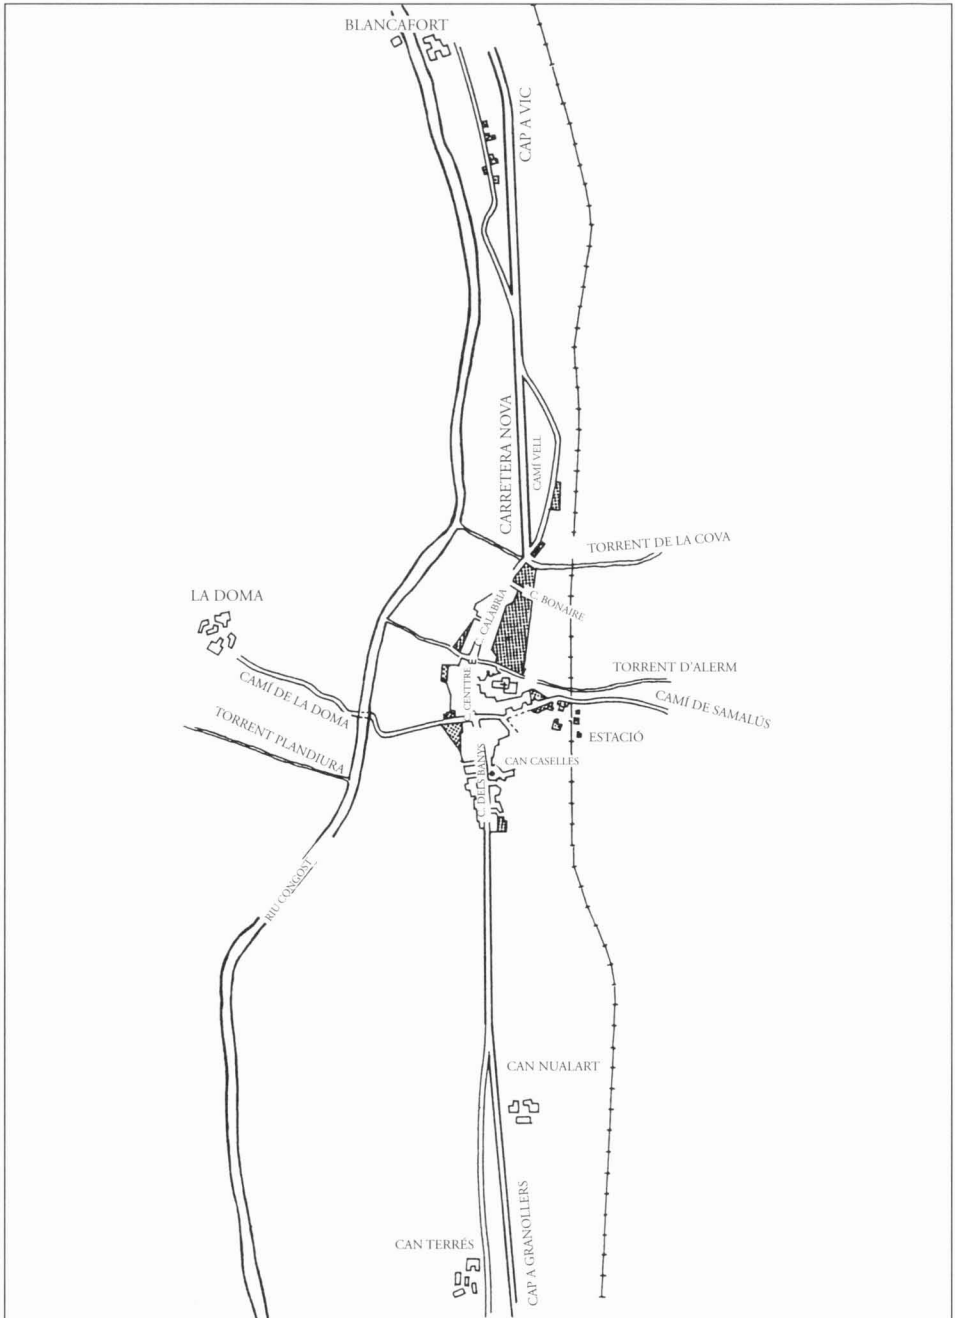 BLANCAFORT
CAP A VIC
CARRETERA NOVA
CAMÍ VELL
TORRENT DE LA COVA
LA DOMA
C. CALÀBRIA
C. BONAIRE
TORRENT D'ALERM
CAMÍ DE LA DOMA
C. CENTTRE
CAMÍ DE SAMALÚS
TORRENT PLANDIURA
ESTACIÓ
CAN CASELLES
C. DELS BANYS
RIU CONGOST
CAN NUALART
CAN TERRÉS
CAP A GRANOLLERS